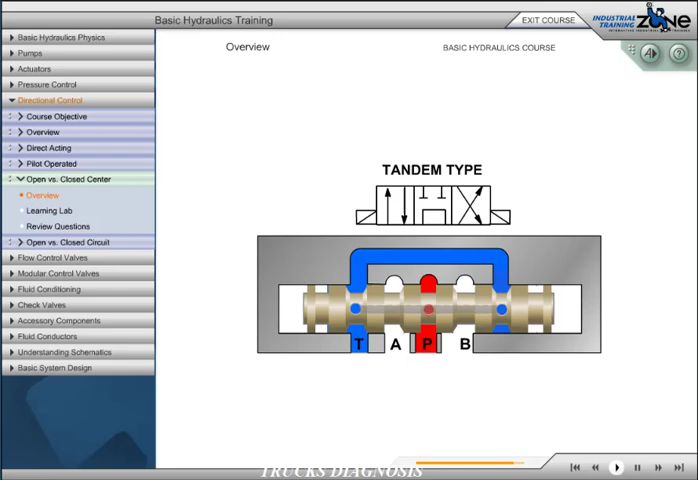 Basic Hydraulics Training
EXIT COURSE
INDUSTRIAL
TRAINING
ZONE
Overview
BASIC HYDRAULICS COURSE
A
?
Basic Hydraulics Physics
Pumps
Actuators
Pressure Control
Directional Control
Course Objective
Overview
Direct Acting
Pilot Operated
Open vs. Closed Center
Overview
Learning Lab
Review Questions
Open vs. Closed Circuit
Flow Control Valves
Modular Control Valves
Fluid Conditioning
Check Valves
Accessory Components
Fluid Conductors
Understanding Schematics
Basic System Design
TANDEM TYPE
T A P B
TRUCKS DIAGNOSIS